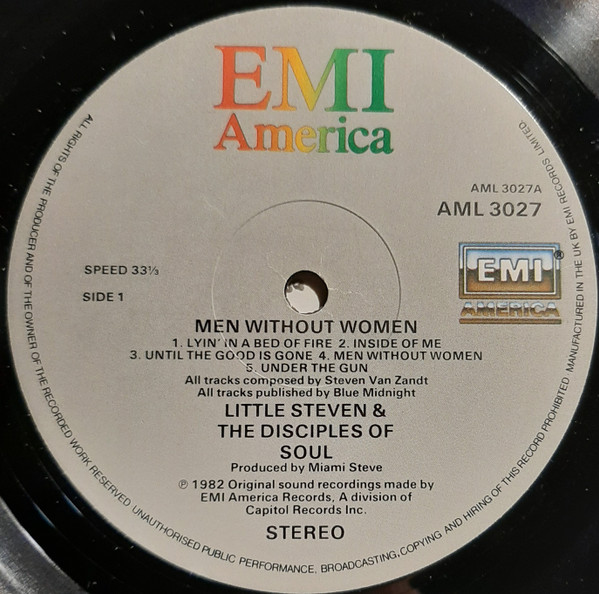 EMI
America
AML 3027A
AML 3027
EMI®
AMERICA
SPEED 33⅓
SIDE 1
MEN WITHOUT WOMEN
1. LYIN' IN A BED OF FIRE 2. INSIDE OF ME
3. UNTIL THE GOOD IS GONE 4. MEN WITHOUT WOMEN
5. UNDER THE GUN
All tracks composed by Steven Van Zandt
All tracks published by Blue Midnight
LITTLE STEVEN &
THE DISCIPLES OF
SOUL
Produced by Miami Steve
℗ 1982 Original sound recordings made by
EMI America Records, A division of
Capitol Records Inc.
STEREO
ALL RIGHTS OF THE PRODUCER AND OF THE OWNER OF THE RECORDED WORK RESERVED UNAUTHORISED PUBLIC PERFORMANCE, BROADCASTING, COPYING AND HIRING OF THIS RECORD PROHIBITED MANUFACTURED IN THE UK BY EMI RECORDS LIMITED.